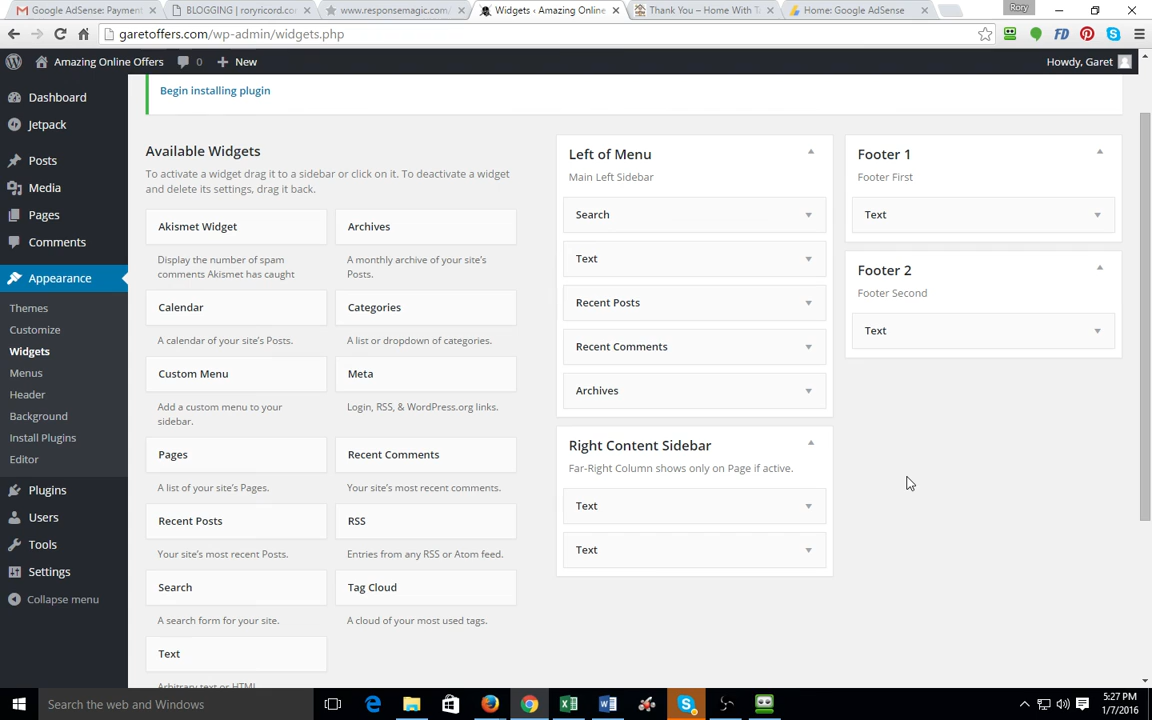 Google AdSense: Payment
BLOGGING | roryricord.co
www.responsemagic.com/
Widgets ‹ Amazing Online
Thank You – Home With T
Home: Google AdSense
Rory
garetoffers.com/wp-admin/widgets.php
Amazing Online Offers
0
New
Howdy, Garet
Dashboard
Jetpack
Posts
Media
Pages
Comments
Appearance
Themes
Customize
Widgets
Menus
Header
Background
Install Plugins
Editor
Plugins
Users
Tools
Settings
Collapse menu
Begin installing plugin
Available Widgets
To activate a widget drag it to a sidebar or click on it. To deactivate a widget
and delete its settings, drag it back.
Akismet Widget
Display the number of spam
comments Akismet has caught
Archives
A monthly archive of your site's
Posts.
Calendar
A calendar of your site's Posts.
Categories
A list or dropdown of categories.
Custom Menu
Add a custom menu to your
sidebar.
Meta
Login, RSS, & WordPress.org links.
Pages
A list of your site's Pages.
Recent Comments
Your site's most recent comments.
Recent Posts
Your site's most recent Posts.
RSS
Entries from any RSS or Atom feed.
Search
A search form for your site.
Tag Cloud
A cloud of your most used tags.
Text
Arbitrary text or HTML.
Left of Menu
Main Left Sidebar
Search
Text
Recent Posts
Recent Comments
Archives
Right Content Sidebar
Far-Right Column shows only on Page if active.
Text
Text
Footer 1
Footer First
Text
Footer 2
Footer Second
Text
Search the web and Windows
5:27 PM
1/7/2016